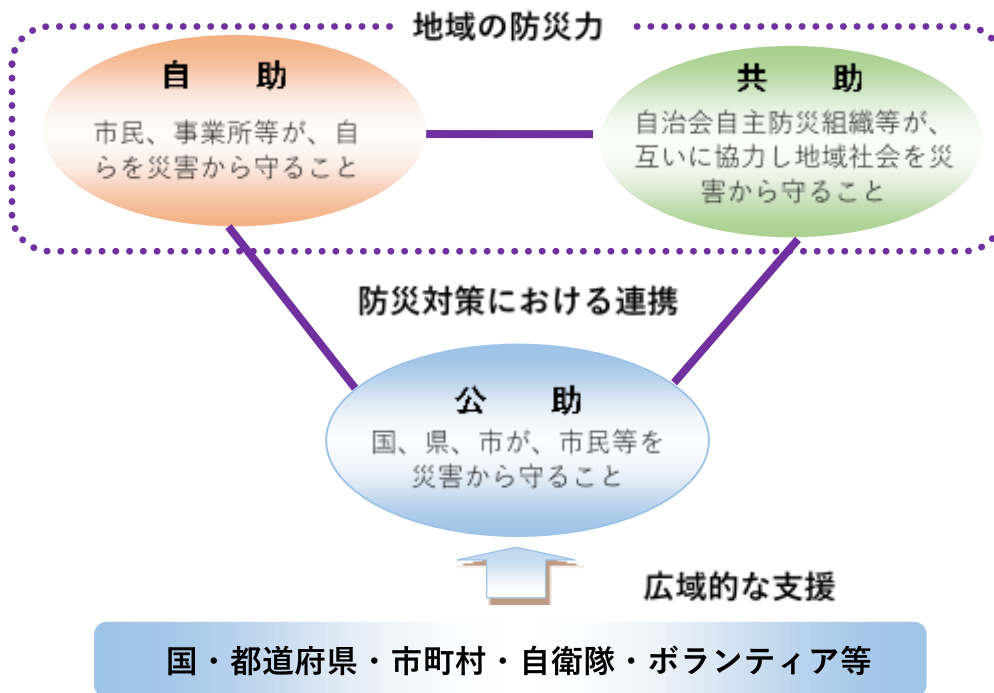 地域の防災力
自　助
市民、事業所等が、自
らを災害から守ること
共　助
自治会自主防災組織等が、
互いに協力し地域社会を災
害から守ること
防災対策における連携
公　助
国、県、市が、市民等を
災害から守ること
広域的な支援
国・都道府県・市町村・自衛隊・ボランティア等